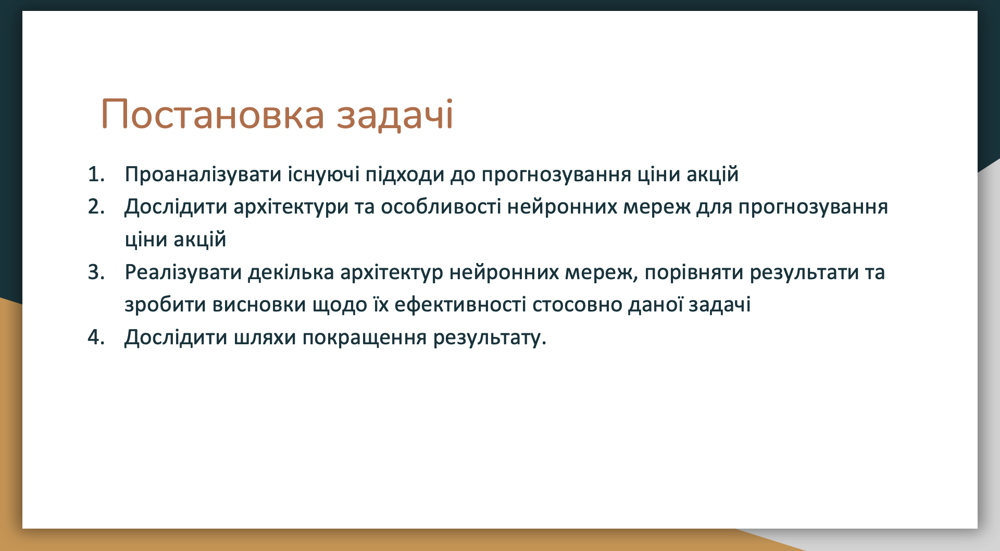 Постановка задачі
1. Проаналізувати існуючі підходи до прогнозування ціни акцій
2. Дослідити архітектури та особливості нейронних мереж для прогнозування
ціни акцій
3. Реалізувати декілька архітектур нейронних мереж, порівняти результати та
зробити висновки щодо їх ефективності стосовно даної задачі
4. Дослідити шляхи покращення результату.